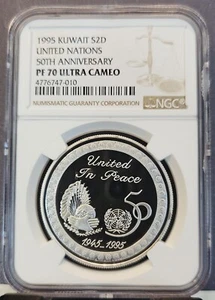 1995 KUWAIT S2D
UNITED NATIONS
50TH ANNIVERSARY
PF 70 ULTRA CAMEO
4776747-010
NUMISMATIC GUARANTY CORPORATION
NGC
United
In Peace
50
1945-1995